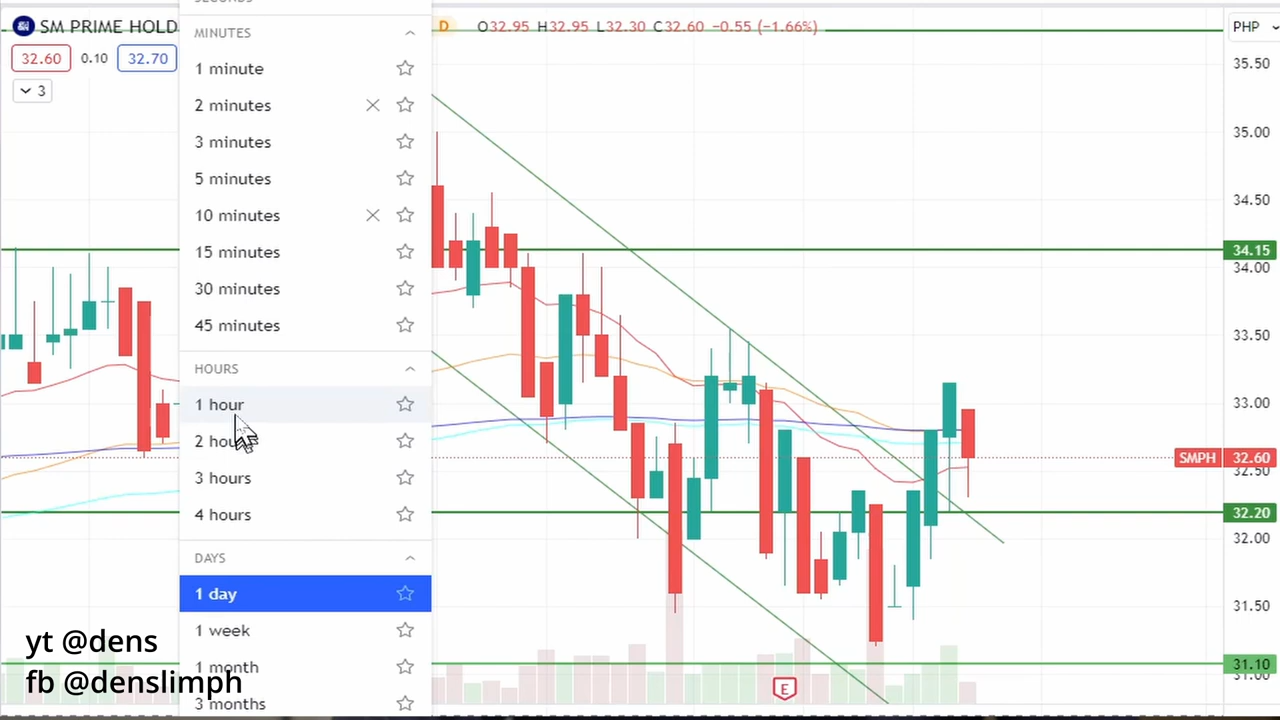 SM PRIME HOLD
D O32.95 H32.95 L32.30 C32.60 −0.55 (−1.66%)
PHP
32.60 0.10 32.70
3
MINUTES
1 minute
2 minutes
3 minutes
5 minutes
10 minutes
15 minutes
30 minutes
45 minutes
HOURS
1 hour
2 hou
3 hours
4 hours
DAYS
1 day
1 week
1 month
3 months
35.50
35.00
34.50
34.15
34.00
33.50
33.00
SMPH 32.60
32.50
32.20
32.00
31.50
31.10
E
yt @dens
fb @denslimph